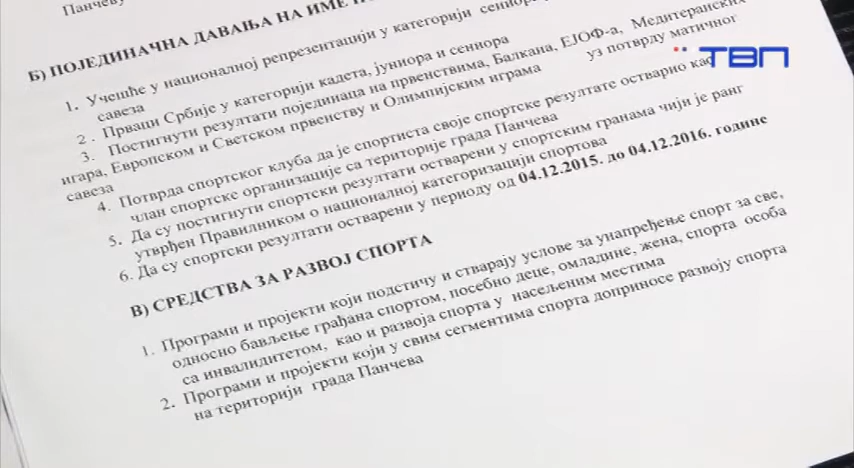 Панчеву
Б) ПОЈЕДИНАЧНА ДАВАЊА НА ИМЕ
ТВП
1. Учешће у националној репрезентацији у категорији
савеза
2 . Прваци Србије у категорији кадета, јуниора и сениора
3. Постигнути резултати појединаца на првенствима, Балкана, ЕЈОФ-а, Медитеранских
игара, Европском и Светском првенству и Олимпијским играма уз потврду матичног
савеза
4. Потврда спортског клуба да је спортиста своје спортске резултате остварио као
члан спортске организације са територије града Панчева
5. Да су постигнути спортски резултати остварени у спортским гранама чији је ранг
утврђен Правилником о националној категоризацији спортова
6. Да су спортски резултати остварени у периоду од 04.12.2015. до 04.12.2016. године
В) СРЕДСТВА ЗА РАЗВОЈ СПОРТА
1. Програми и пројекти који подстичу и стварају услове за унапређење спорт за све,
односно бављење грађана спортом, посебно деце, омладине, жена, спорта особа
са инвалидитетом, као и развоја спорта у насељеним местима
2. Програми и пројекти који у свим сегментима спорта доприносе развоју спорта
на територији града Панчева